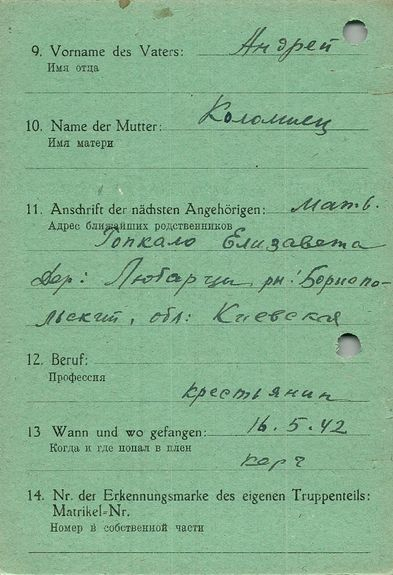 9. Vorname des Vaters: Андрей
Имя отца
10. Name der Mutter: Коломиец
Имя матери
11. Anschrift der nächsten Angehörigen: мать.
Адрес ближайших родственников
Гопкало Елизавета
дер: Любарци рн: Бориспо-
льский, обл: Киевская
12. Beruf:
Профессия
крестьянин
13 Wann und wo gefangen: 16.5.42
Когда и где попал в плен
керч
14. Nr. der Erkennungsmarke des eigenen Truppenteils:
Matrikel-Nr.
Номер в собственной части